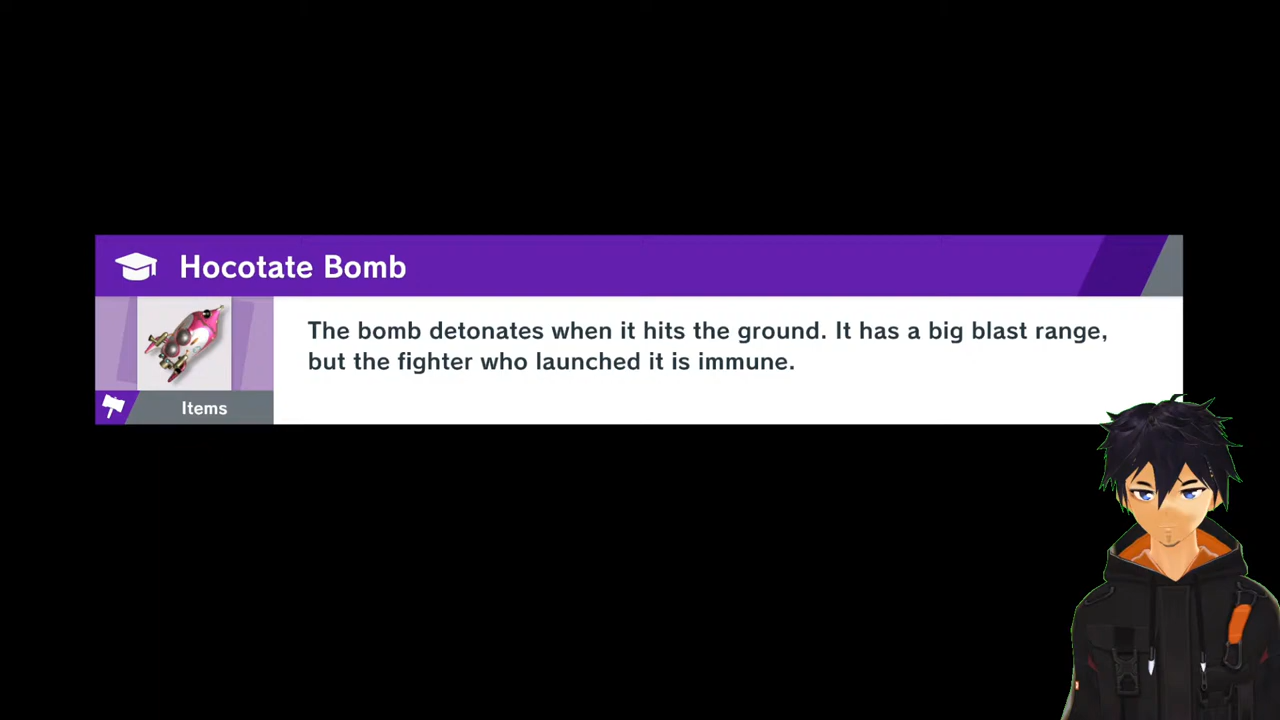 Hocotate Bomb
The bomb detonates when it hits the ground. It has a big blast range,
but the fighter who launched it is immune.
Items